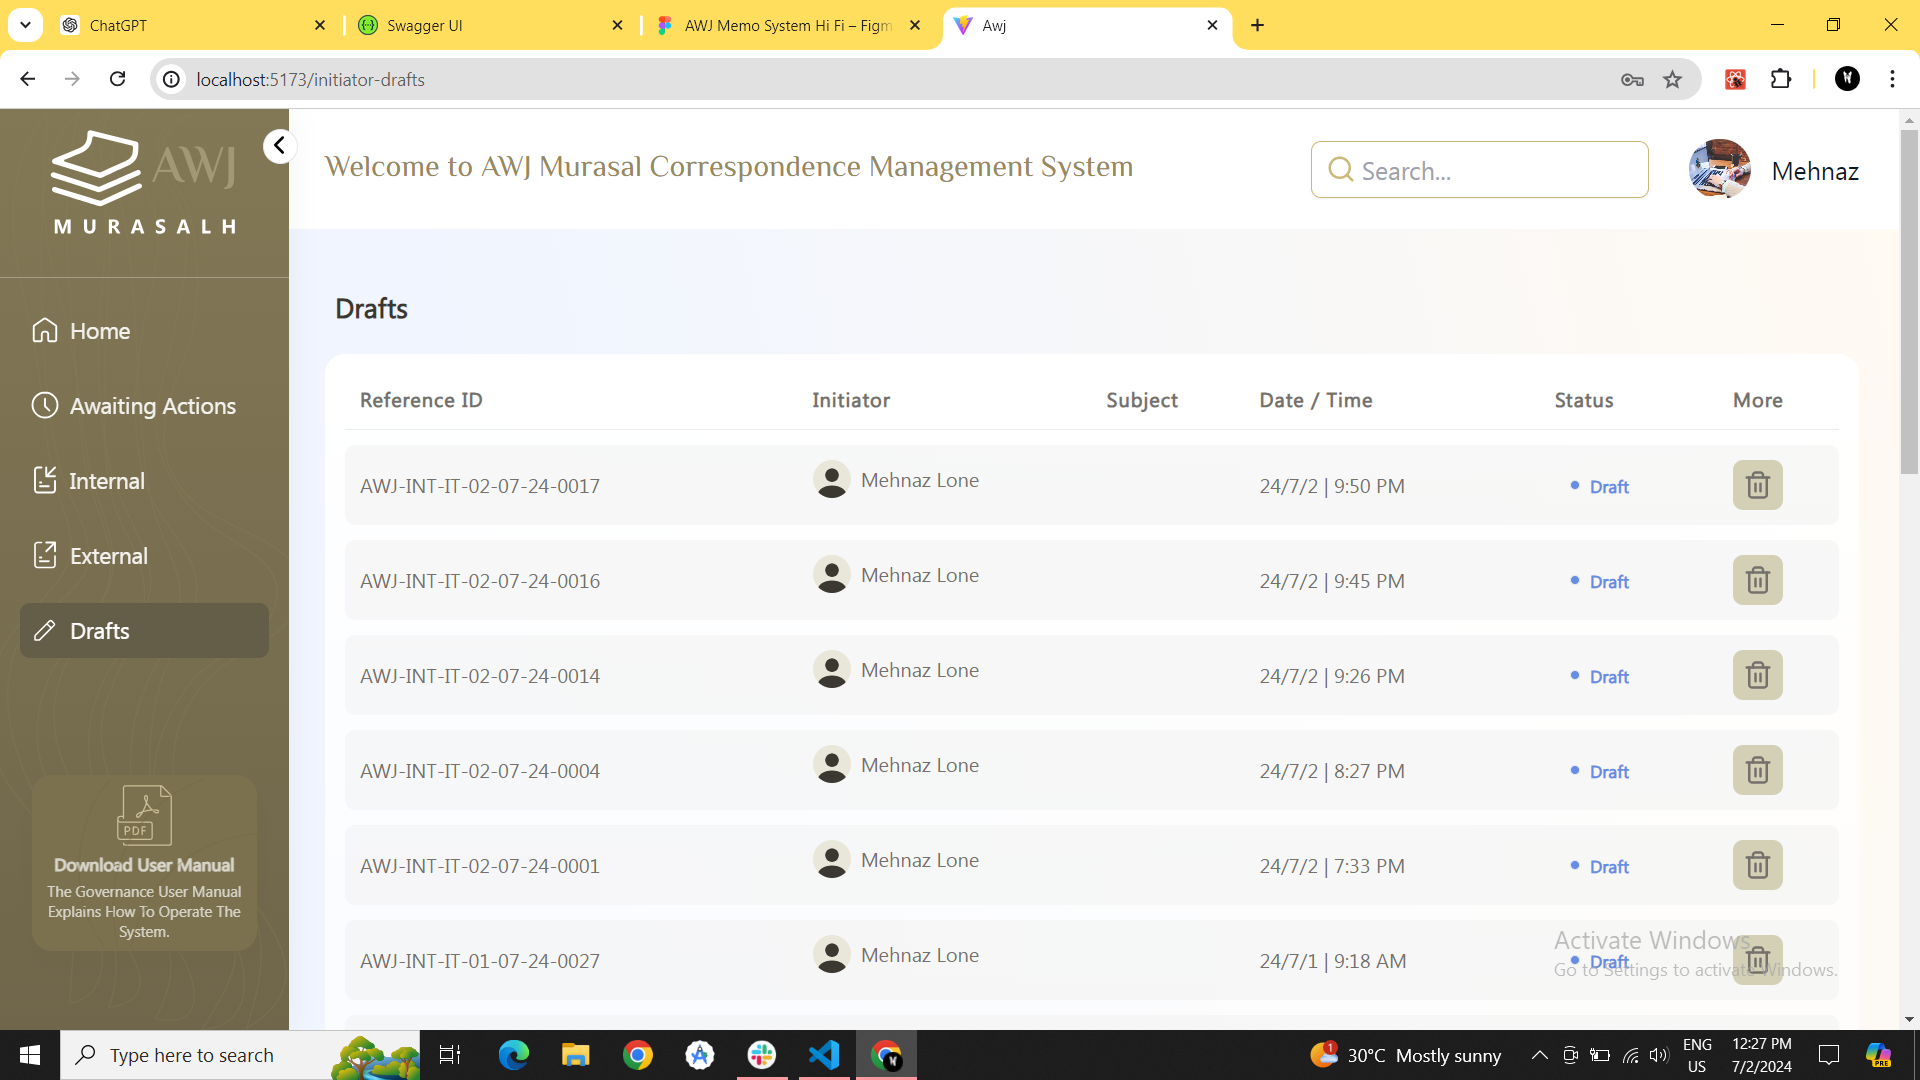 ChatGPT
Swagger UI
AWJ Memo System Hi Fi – Figm
Awj
localhost:5173/initiator-drafts
AWJ
MURASALH
Welcome to AWJ Murasal Correspondence Management System
Search...
Mehnaz
Home
Awaiting Actions
Internal
External
Drafts
PDF
Download User Manual
The Governance User Manual
Explains How To Operate The
System.
Drafts
Reference ID Initiator Subject Date / Time Status More
AWJ-INT-IT-02-07-24-0017 Mehnaz Lone 24/7/2 | 9:50 PM Draft
AWJ-INT-IT-02-07-24-0016 Mehnaz Lone 24/7/2 | 9:45 PM Draft
AWJ-INT-IT-02-07-24-0014 Mehnaz Lone 24/7/2 | 9:26 PM Draft
AWJ-INT-IT-02-07-24-0004 Mehnaz Lone 24/7/2 | 8:27 PM Draft
AWJ-INT-IT-02-07-24-0001 Mehnaz Lone 24/7/2 | 7:33 PM Draft
AWJ-INT-IT-01-07-24-0027 Mehnaz Lone 24/7/1 | 9:18 AM Draft
Activate Windows
Go to Settings to activate Windows.
Type here to search
1
30°C Mostly sunny
ENG
US
12:27 PM
7/2/2024
PRE